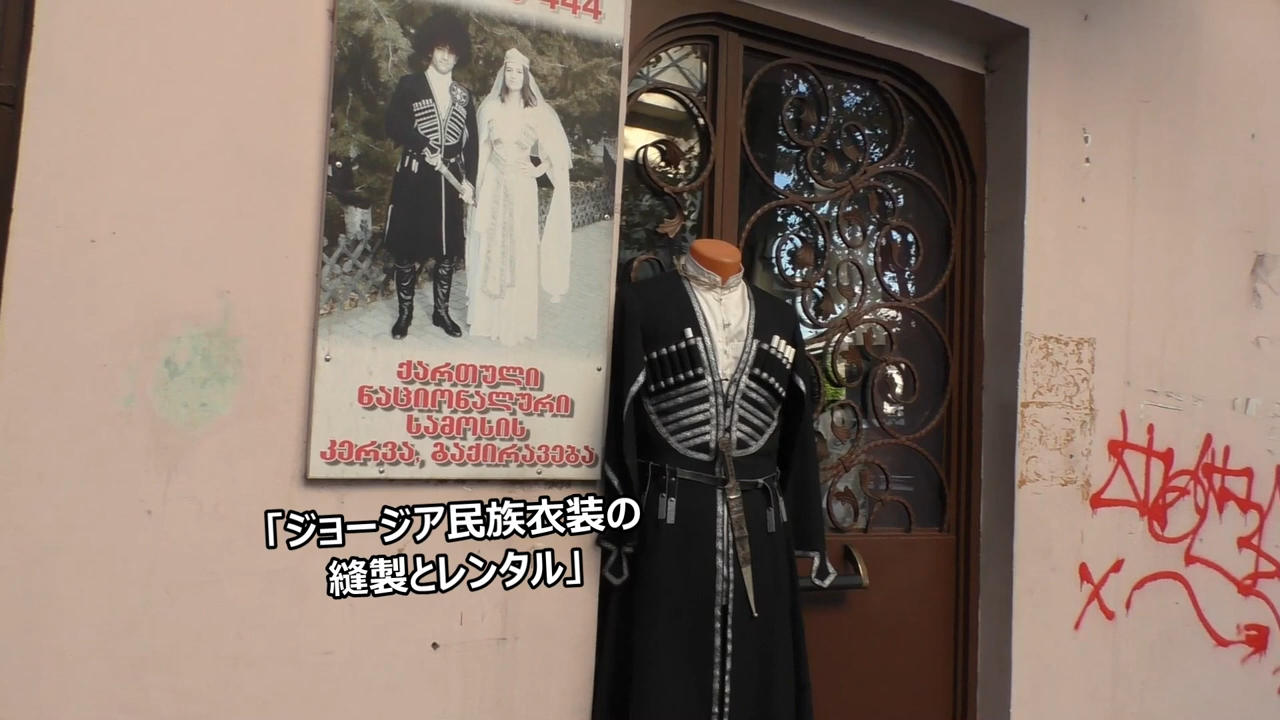 444
ქართული
ნაციონალური
სამოსის
კერვა, გაქირავება
「ジョージア民族衣装の
縫製とレンタル」